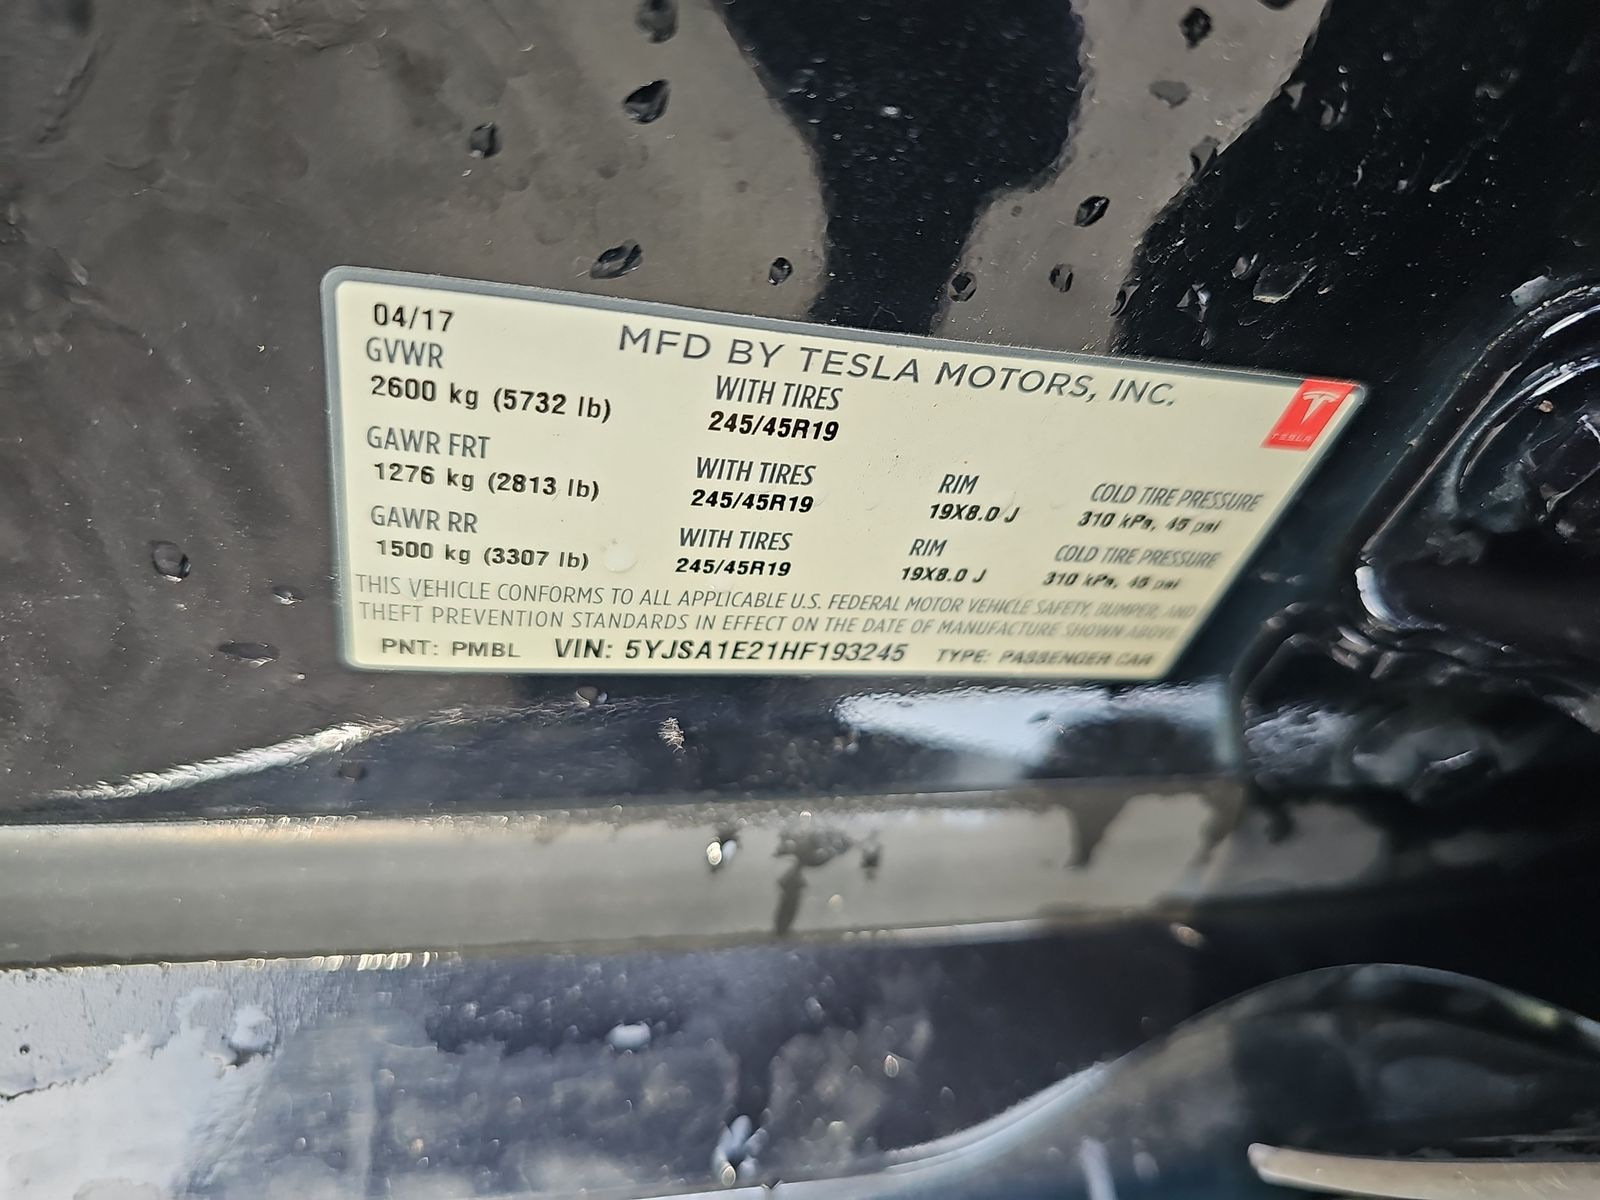 04/17
MFD BY TESLA MOTORS, INC.
GVWR
2600 kg (5732 lb)
WITH TIRES
245/45R19
TESLA
GAWR FRT
1276 kg (2813 lb)
WITH TIRES
245/45R19
RIM
19X8.0 J
COLD TIRE PRESSURE
310 kPa, 45 psi
GAWR RR
1500 kg (3307 lb)
WITH TIRES
245/45R19
RIM
19X8.0 J
COLD TIRE PRESSURE
310 kPa, 45 psi
THIS VEHICLE CONFORMS TO ALL APPLICABLE U.S. FEDERAL MOTOR VEHICLE SAFETY, BUMPER, AND
THEFT PREVENTION STANDARDS IN EFFECT ON THE DATE OF MANUFACTURE SHOWN ABOVE.
PNT: PMBL VIN: 5YJSA1E21HF193245 TYPE: PASSENGER CAR